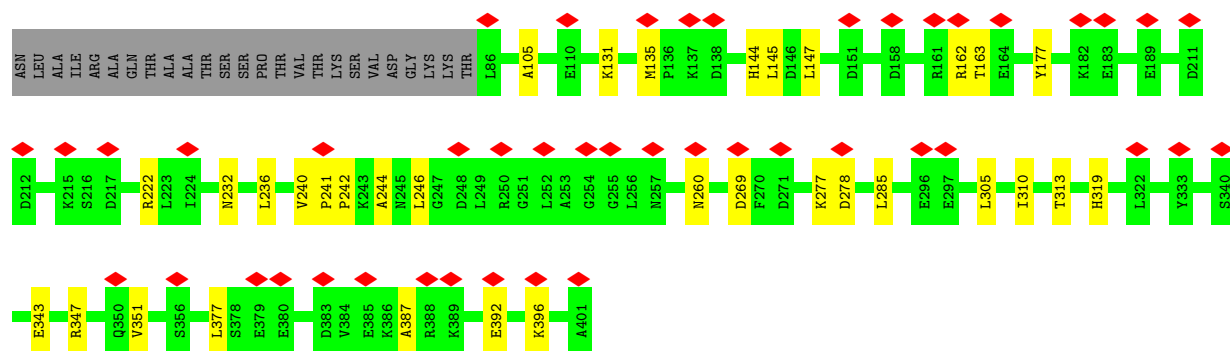 ASN LEU ALA ILE ARG ALA GLN THR ALA ALA THR SER SER PRO THR VAL THR LYS SER VAL ASP GLY LYS LYS THR L86 A105 E110 K131 M135 P136 K137 D138 H144 L145 D146 L147 D151 D158 R161 R162 T163 E164 Y177 K182 E183 E189 D211
D212 K215 S216 D217 R222 L223 I224 N232 L236 V240 P241 P242 K243 A244 N245 L246 G247 D248 L249 R250 G251 L252 A253 G254 G255 L256 N257 N260 D269 F270 D271 K277 D278 L285 E296 E297 L305 I310 T313 H319 L322 Y333 S340
E343 R347 Q350 V351 S356 L377 S378 E379 E380 D383 V384 E385 K386 A387 R388 K389 E392 K396 A401